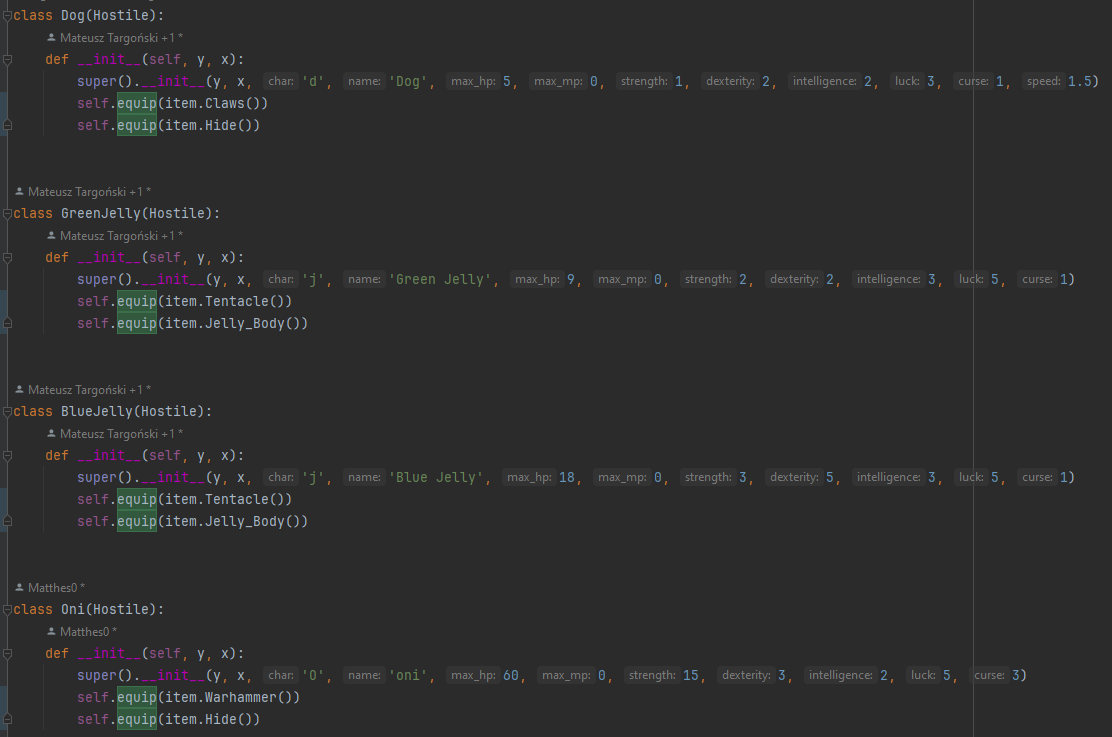 class Dog(Hostile):
Mateusz Targoński +1 *
def __init__(self, y, x):
super().__init__(y, x, char: 'd', name: 'Dog', max_hp: 5, max_mp: 0, strength: 1, dexterity: 2, intelligence: 2, luck: 3, curse: 1, speed: 1.5)
self.equip(item.Claws())
self.equip(item.Hide())
Mateusz Targoński +1 *
class GreenJelly(Hostile):
Mateusz Targoński +1 *
def __init__(self, y, x):
super().__init__(y, x, char: 'j', name: 'Green Jelly', max_hp: 9, max_mp: 0, strength: 2, dexterity: 2, intelligence: 3, luck: 5, curse: 1)
self.equip(item.Tentacle())
self.equip(item.Jelly_Body())
Mateusz Targoński +1 *
class BlueJelly(Hostile):
Mateusz Targoński +1 *
def __init__(self, y, x):
super().__init__(y, x, char: 'j', name: 'Blue Jelly', max_hp: 18, max_mp: 0, strength: 3, dexterity: 5, intelligence: 3, luck: 5, curse: 1)
self.equip(item.Tentacle())
self.equip(item.Jelly_Body())
Matthes0 *
class Oni(Hostile):
Matthes0 *
def __init__(self, y, x):
super().__init__(y, x, char: 'O', name: 'oni', max_hp: 60, max_mp: 0, strength: 15, dexterity: 3, intelligence: 2, luck: 5, curse: 3)
self.equip(item.Warhammer())
self.equip(item.Hide())